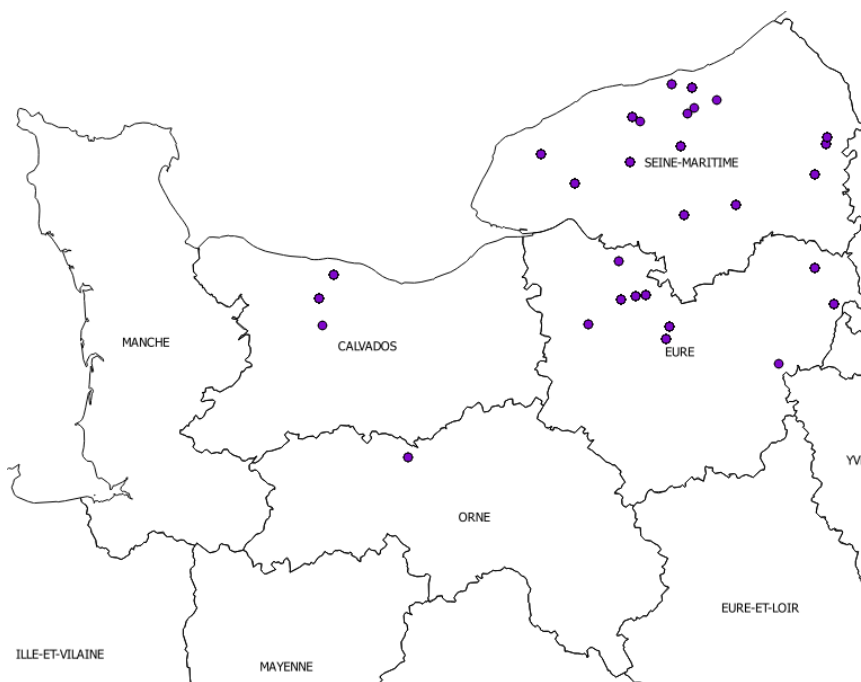 SEINE-MARITIME
MANCHE
CALVADOS
EURE
ORNE
EURE-ET-LOIR
ILLE-ET-VILAINE
MAYENNE